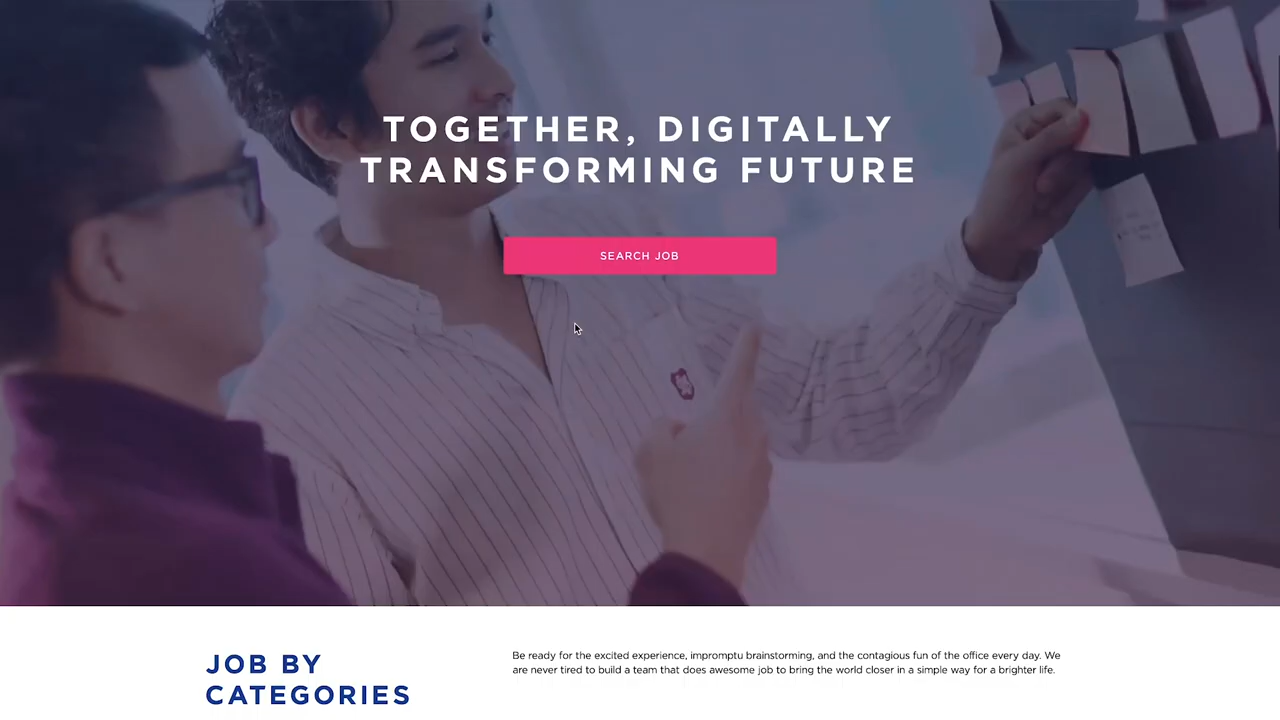 TOGETHER, DIGITALLY
TRANSFORMING FUTURE
SEARCH JOB
JOB BY
CATEGORIES
Be ready for the excited experience, impromptu brainstorming, and the contagious fun of the office every day. We
are never tired to build a team that does awesome job to bring the world closer in a simple way for a brighter life.